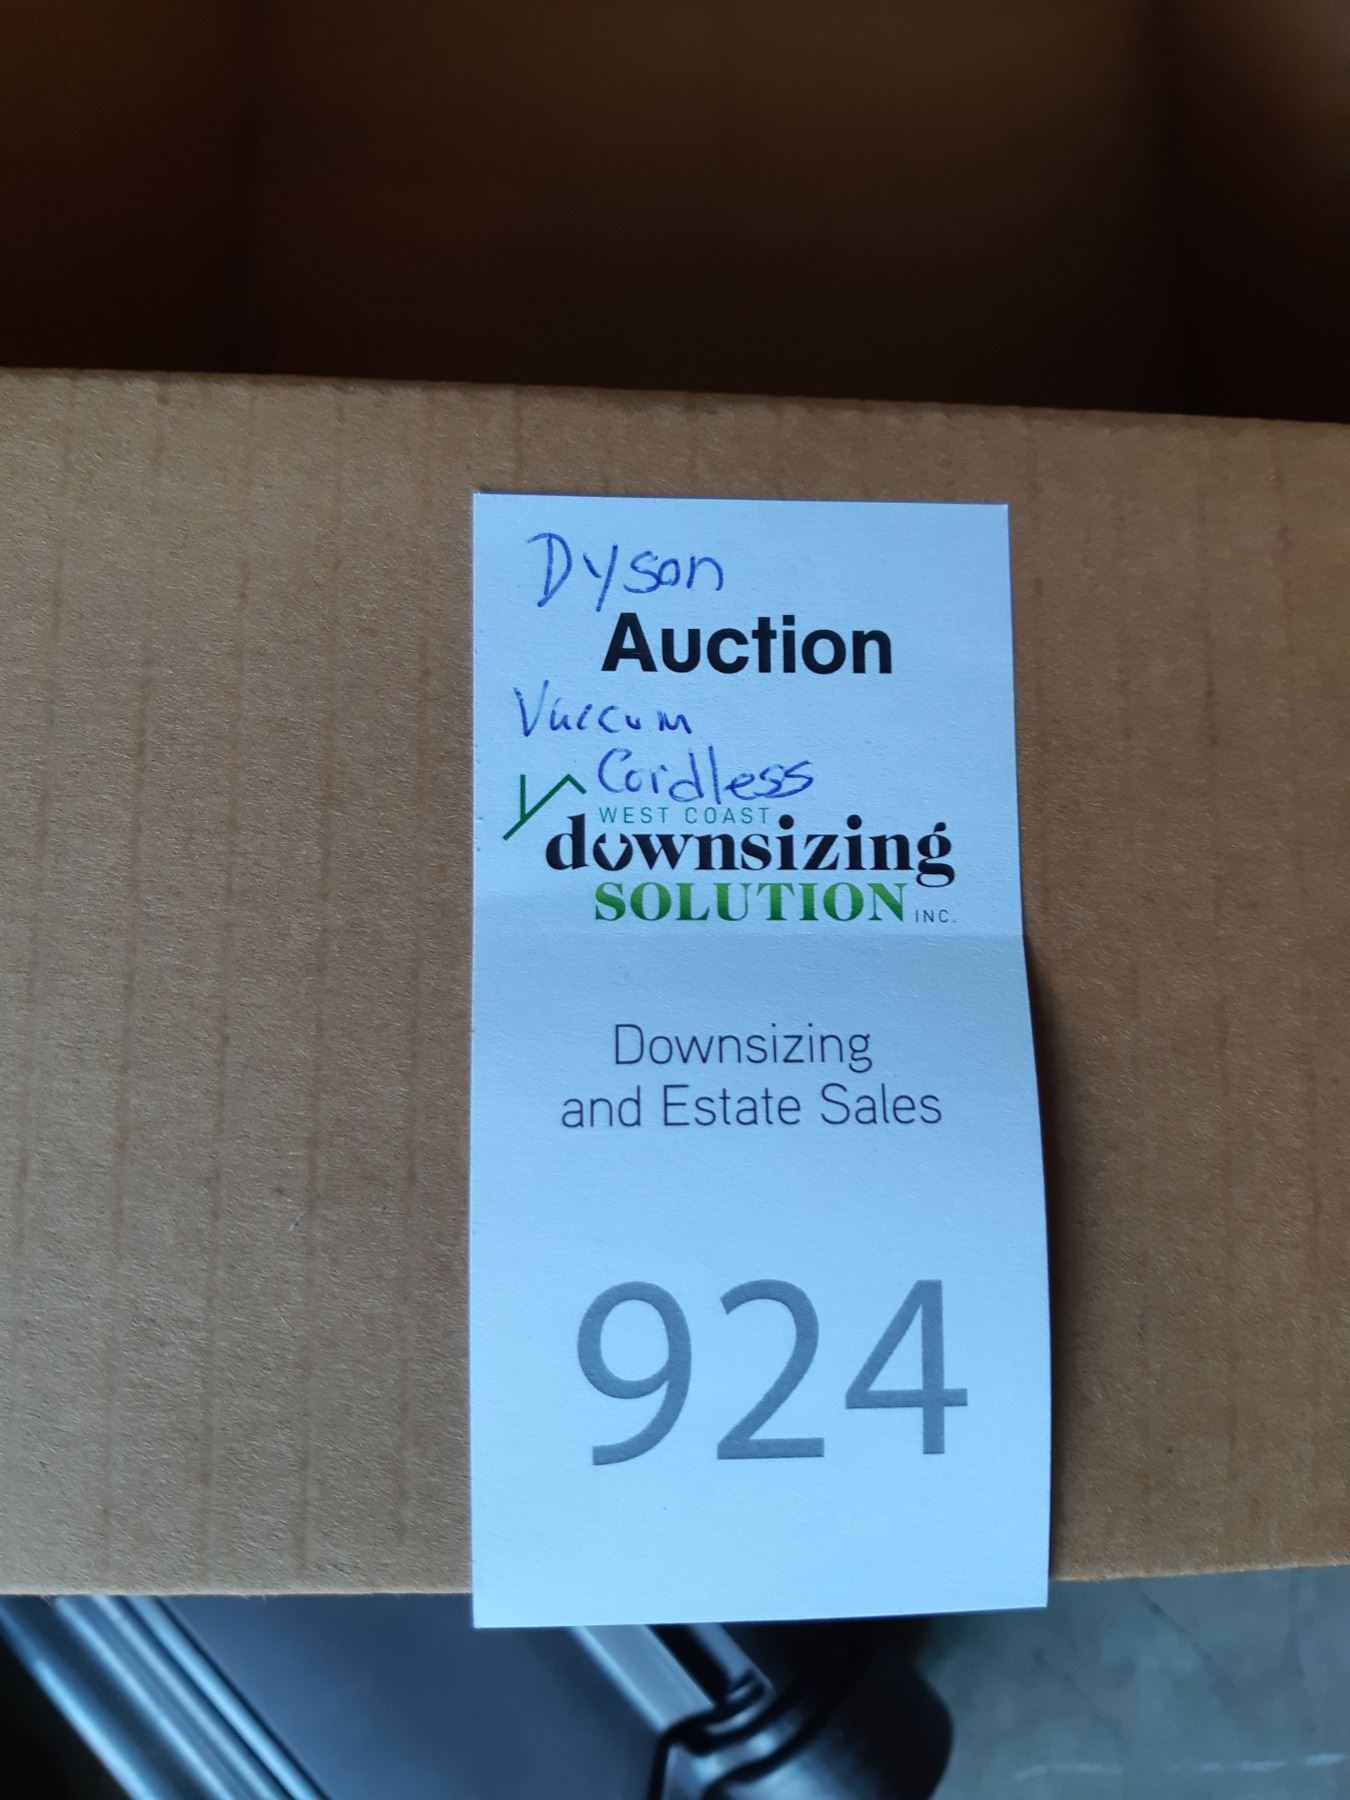 Dyson
Auction
Vaccum
Cordless
WEST COAST
downsizing
SOLUTION INC.
Downsizing
and Estate Sales
924